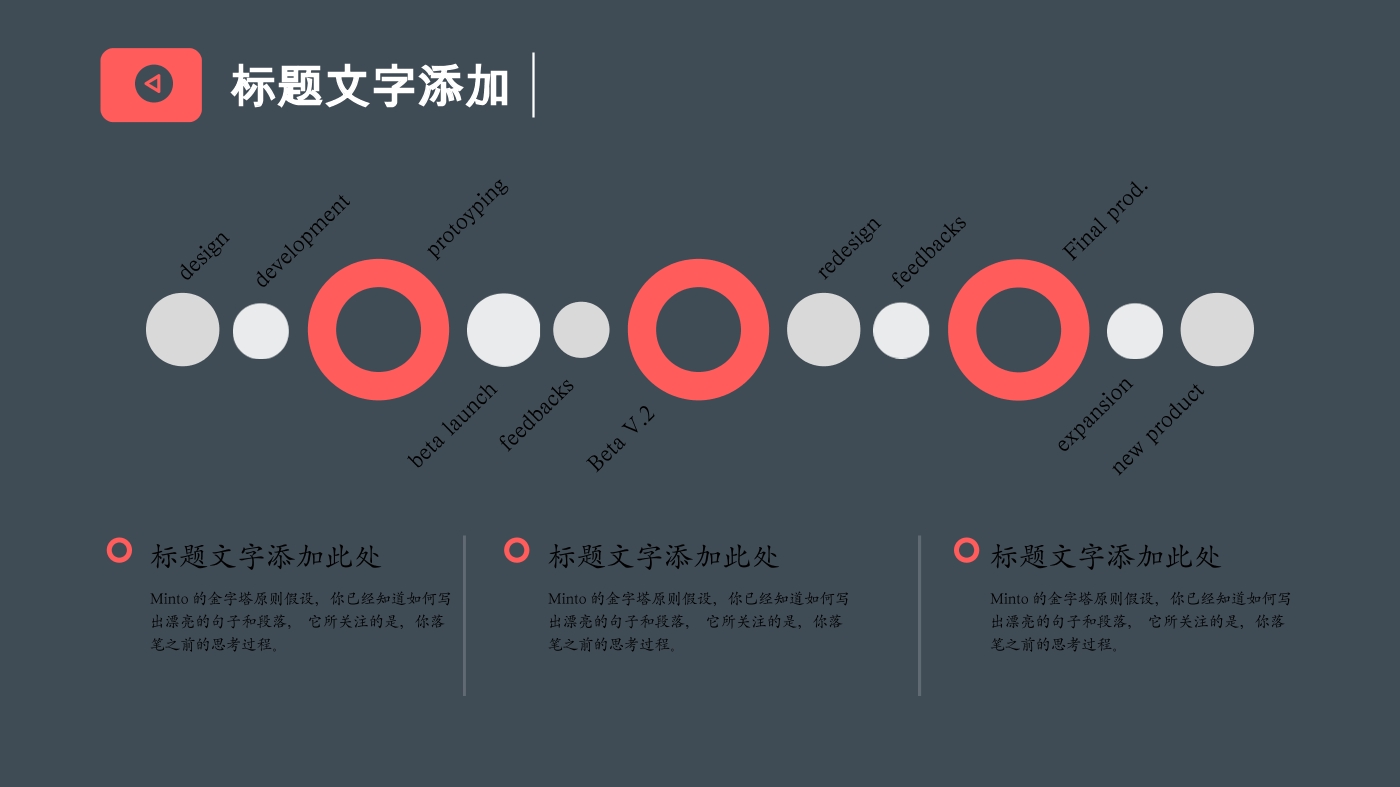 标题文字添加
design
development
protoyping
redesign
feedbacks
Final prod.
beta launch
feedbacks
Beta V.2
expansion
new product
标题文字添加此处
Minto 的金字塔原则假设，你已经知道如何写
出漂亮的句子和段落， 它所关注的是，你落
笔之前的思考过程。
标题文字添加此处
Minto 的金字塔原则假设，你已经知道如何写
出漂亮的句子和段落， 它所关注的是，你落
笔之前的思考过程。
标题文字添加此处
Minto 的金字塔原则假设，你已经知道如何写
出漂亮的句子和段落， 它所关注的是，你落
笔之前的思考过程。